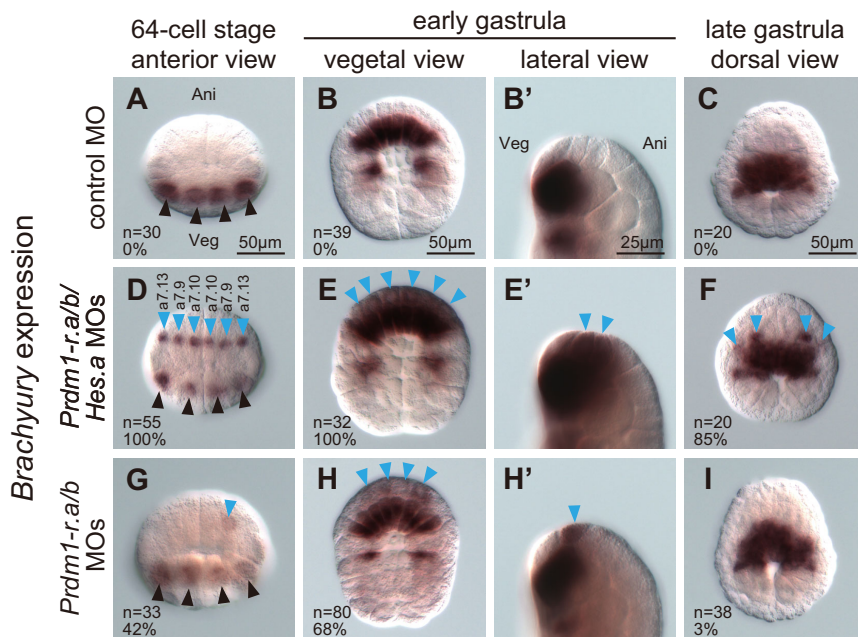 64-cell stage
anterior view
early gastrula
vegetal view
lateral view
late gastrula
dorsal view
Brachyury expression
control MO
A
Ani
Veg
n=30
0%
50μm
B
n=39
0%
50μm
B’
Veg
Ani
25μm
C
n=20
0%
50μm
Prdm1-r.a/b/
Hes.a MOs
D
a7.13
a7.9
a7.10
a7.10
a7.9
a7.13
n=55
100%
E
n=32
100%
E’
F
n=20
85%
Prdm1-r.a/b
MOs
G
n=33
42%
H
n=80
68%
H’
I
n=38
3%